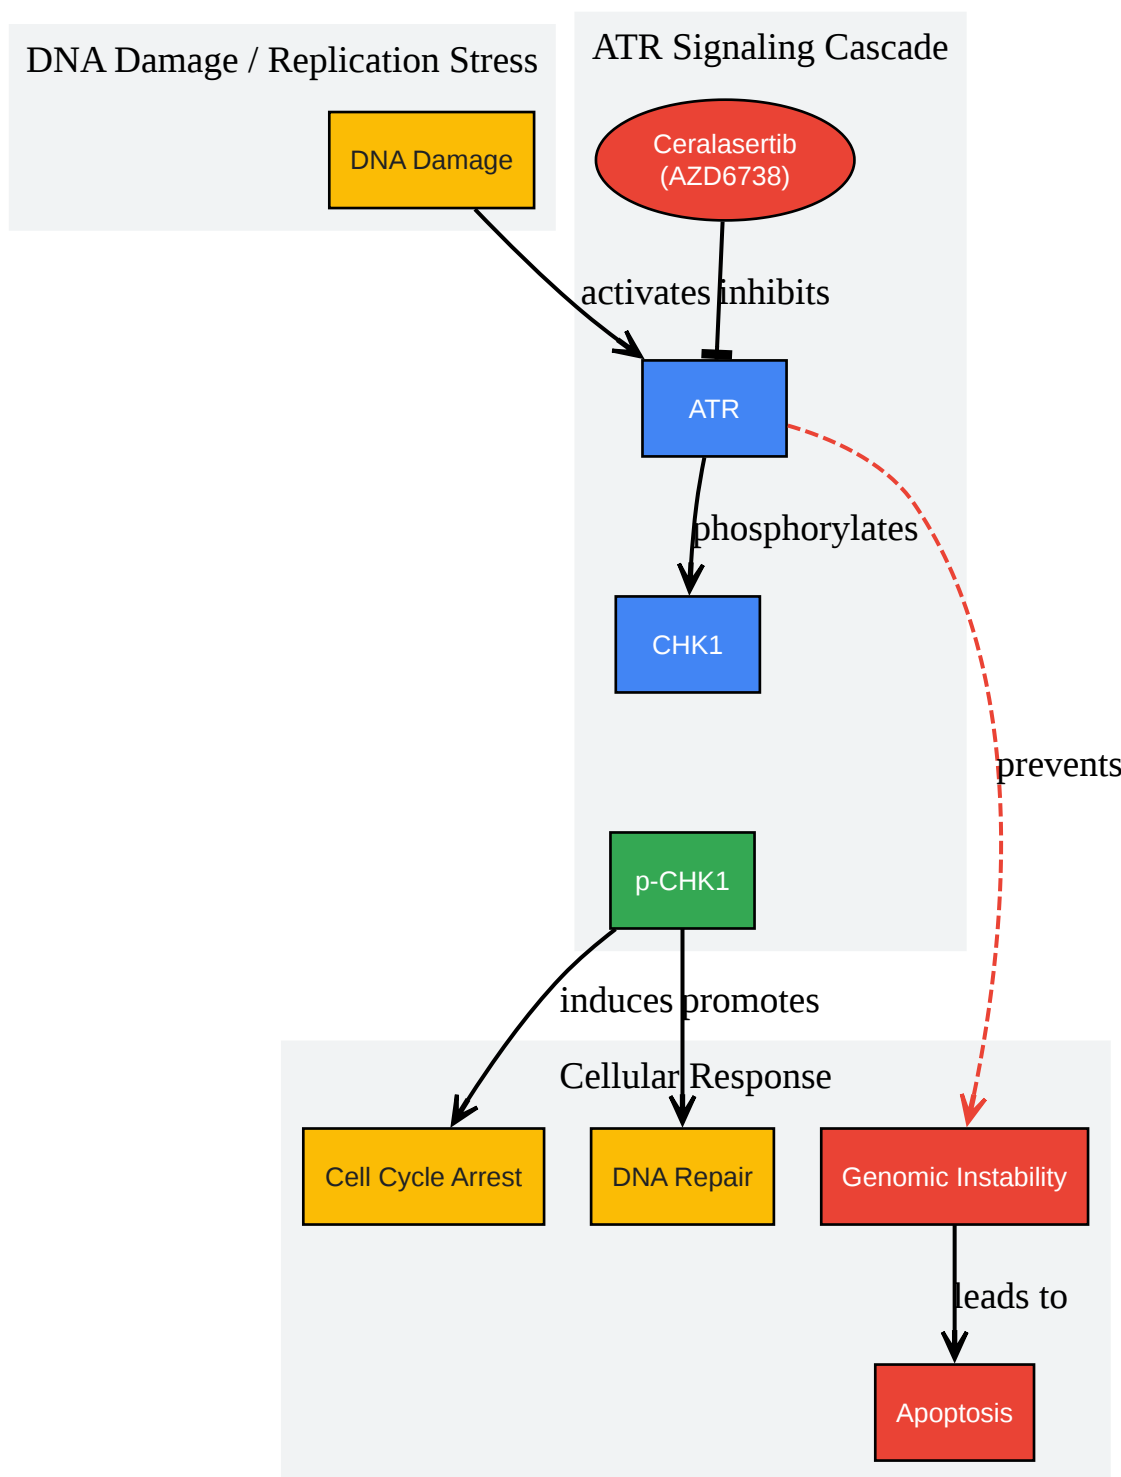 DNA Damage / Replication Stress
ATR Signaling Cascade
DNA Damage
Ceralasertib
(AZD6738)
activates
inhibits
ATR
phosphorylates
CHK1
prevents
p-CHK1
induces
promotes
Cellular Response
Cell Cycle Arrest
DNA Repair
Genomic Instability
leads to
Apoptosis